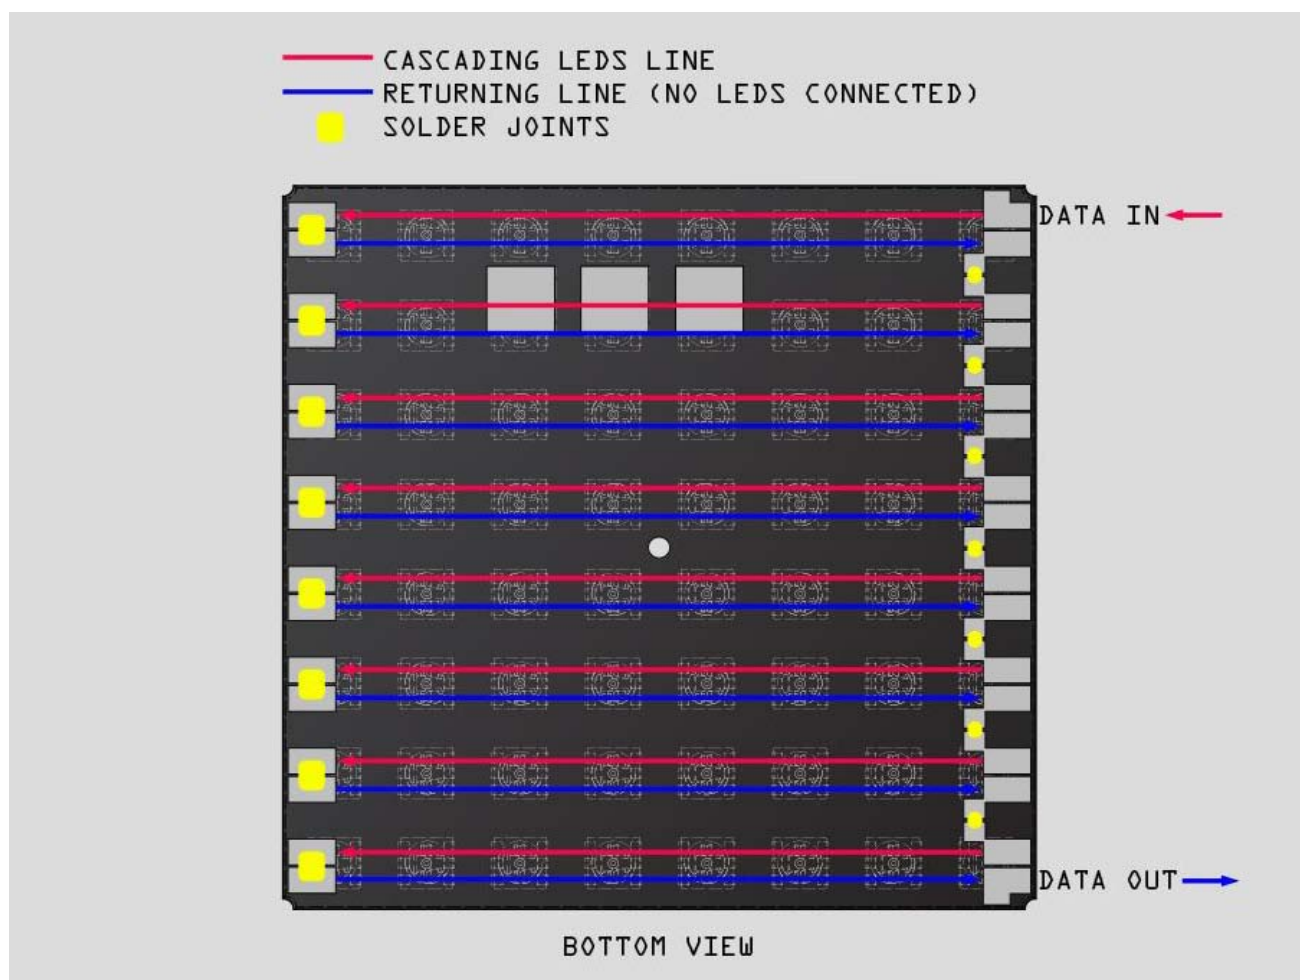 CASCADING LEDS LINE
RETURNING LINE (NO LEDS CONNECTED)
SOLDER JOINTS
DATA IN
DATA OUT
BOTTOM VIEW